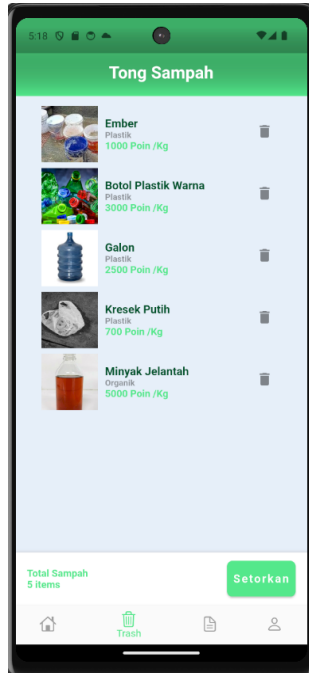 5:18
Tong Sampah
Ember
Plastik
1000 Poin /Kg
Botol Plastik Warna
Plastik
3000 Poin /Kg
Galon
Plastik
2500 Poin /Kg
Kresek Putih
Plastik
700 Poin /Kg
Minyak Jelantah
Organik
5000 Poin /Kg
Total Sampah
5 items
Setorkan
Trash